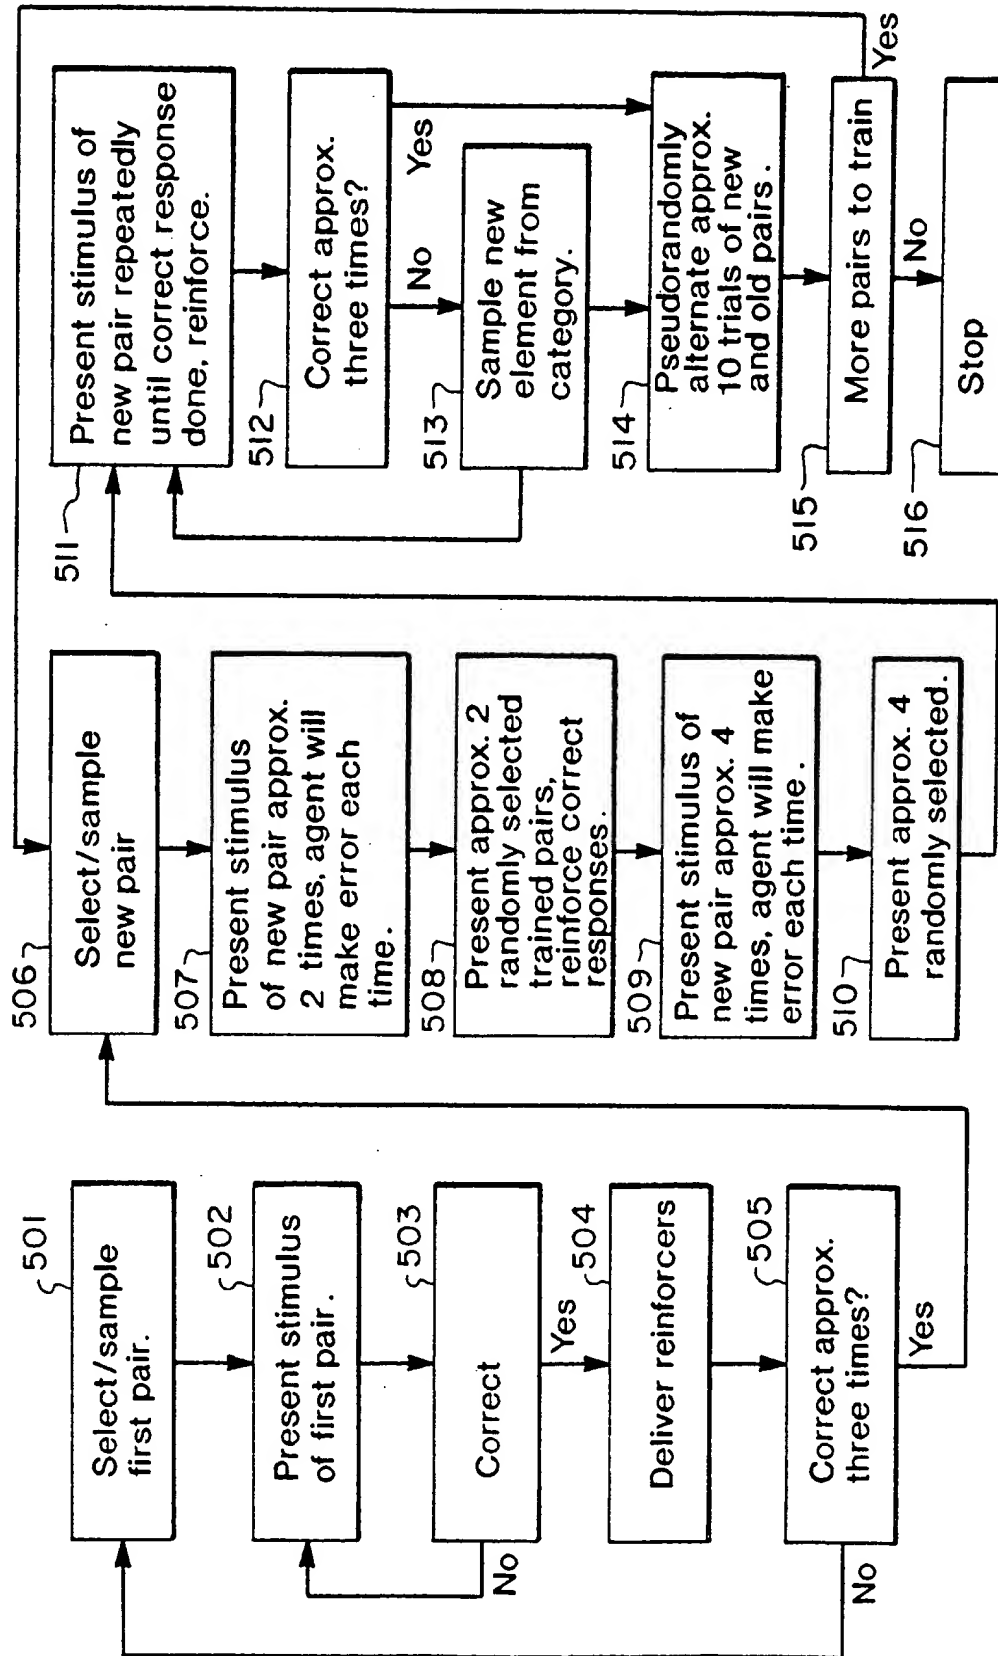 501
Select/sample
first pair.
502
Present stimulus
of first pair.
503
Correct
No
Yes
504
Deliver reinforcers
505
Correct approx.
three times?
No
Yes
506
Select/sample
new pair
507
Present stimulus
of new pair approx.
2 times, agent will
make error each
time.
508
Present approx. 2
randomly selected
trained pairs,
reinforce correct
responses.
509
Present stimulus of
new pair approx. 4
times, agent will make
error each time.
510
Present approx. 4
randomly selected.
511
Present stimulus of
new pair repeatedly
until correct response
done, reinforce.
512
Correct approx.
three times?
No
Yes
513
Sample new
element from
category.
514
Pseudorandomly
alternate approx.
10 trials of new
and old pairs.
515
More pairs to train
Yes
No
516
Stop